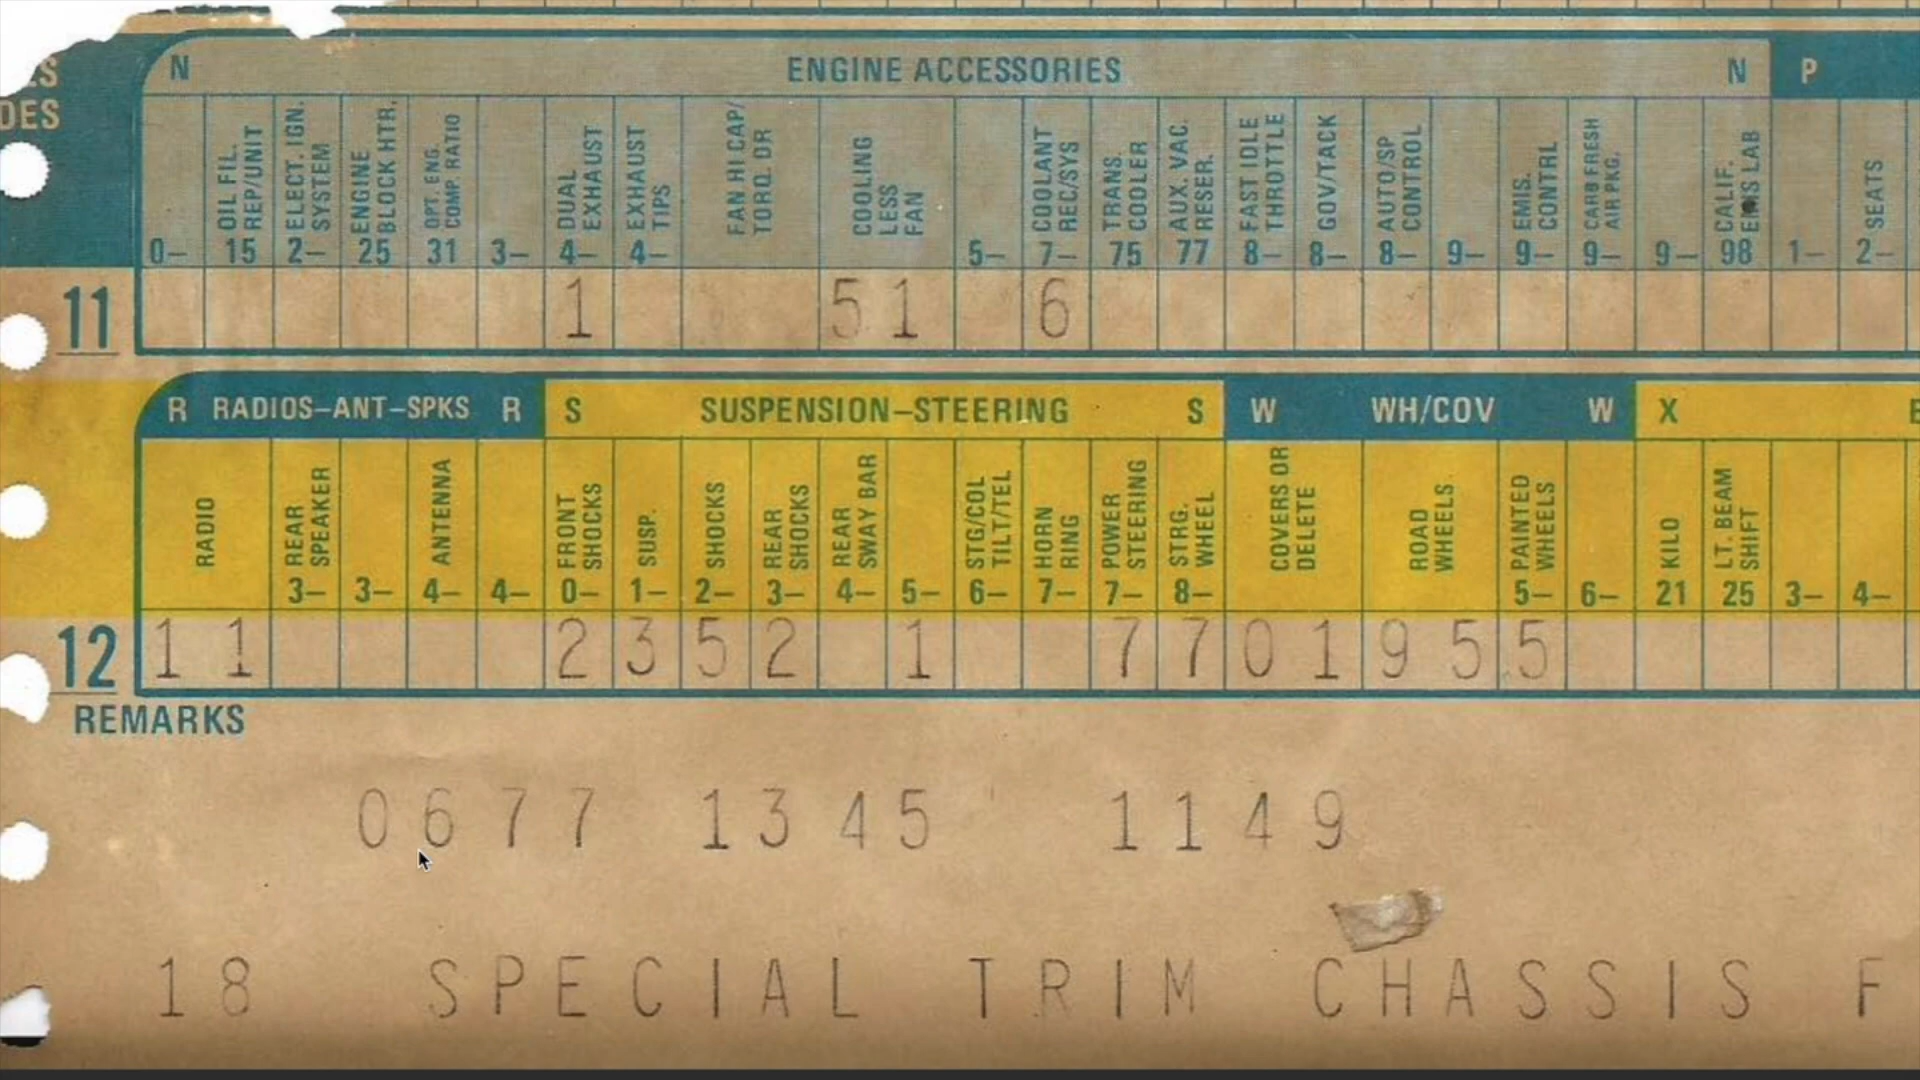 ES
DES
N ENGINE ACCESSORIES N P
0– OIL FIL. REP/UNIT 15 ELECT. IGN. SYSTEM 2– ENGINE BLOCK HTR. 25 OPT. ENG. COMP. RATIO 31 3– DUAL EXHAUST 4– EXHAUST TIPS 4– FAN HI CAP/ TORQ. DR COOLING LESS FAN 5– COOLANT REC/SYS 7– TRANS. COOLER 75 AUX. VAC. RESER. 77 FAST IDLE THROTTLE 8– GOV/TACK 8– AUTO/SP CONTROL 8– 9– EMIS. CONTRL 9– CARB FRESH AIR PKG. 9– 9– CALIF. EMS LAB 98 1– SEATS 2–
11 1 5 1 6
R RADIOS–ANT–SPKS R S SUSPENSION–STEERING S W WH/COV W X
RADIO REAR SPEAKER 3– 3– ANTENNA 4– 4– FRONT SHOCKS 0– SUSP. 1– SHOCKS 2– REAR SHOCKS 3– REAR SWAY BAR 4– 5– STG/COL TILT/TEL 6– HORN RING 7– POWER STEERING 7– STRG. WHEEL 8– COVERS OR DELETE ROAD WHEELS PAINTED WHEELS 5– 6– KILO 21 LT. BEAM SHIFT 25 3– 4–
12 1 1 2 3 5 2 1 7 7 0 1 9 5 5
REMARKS
0677 1345 1149
18 SPECIAL TRIM CHASSIS F